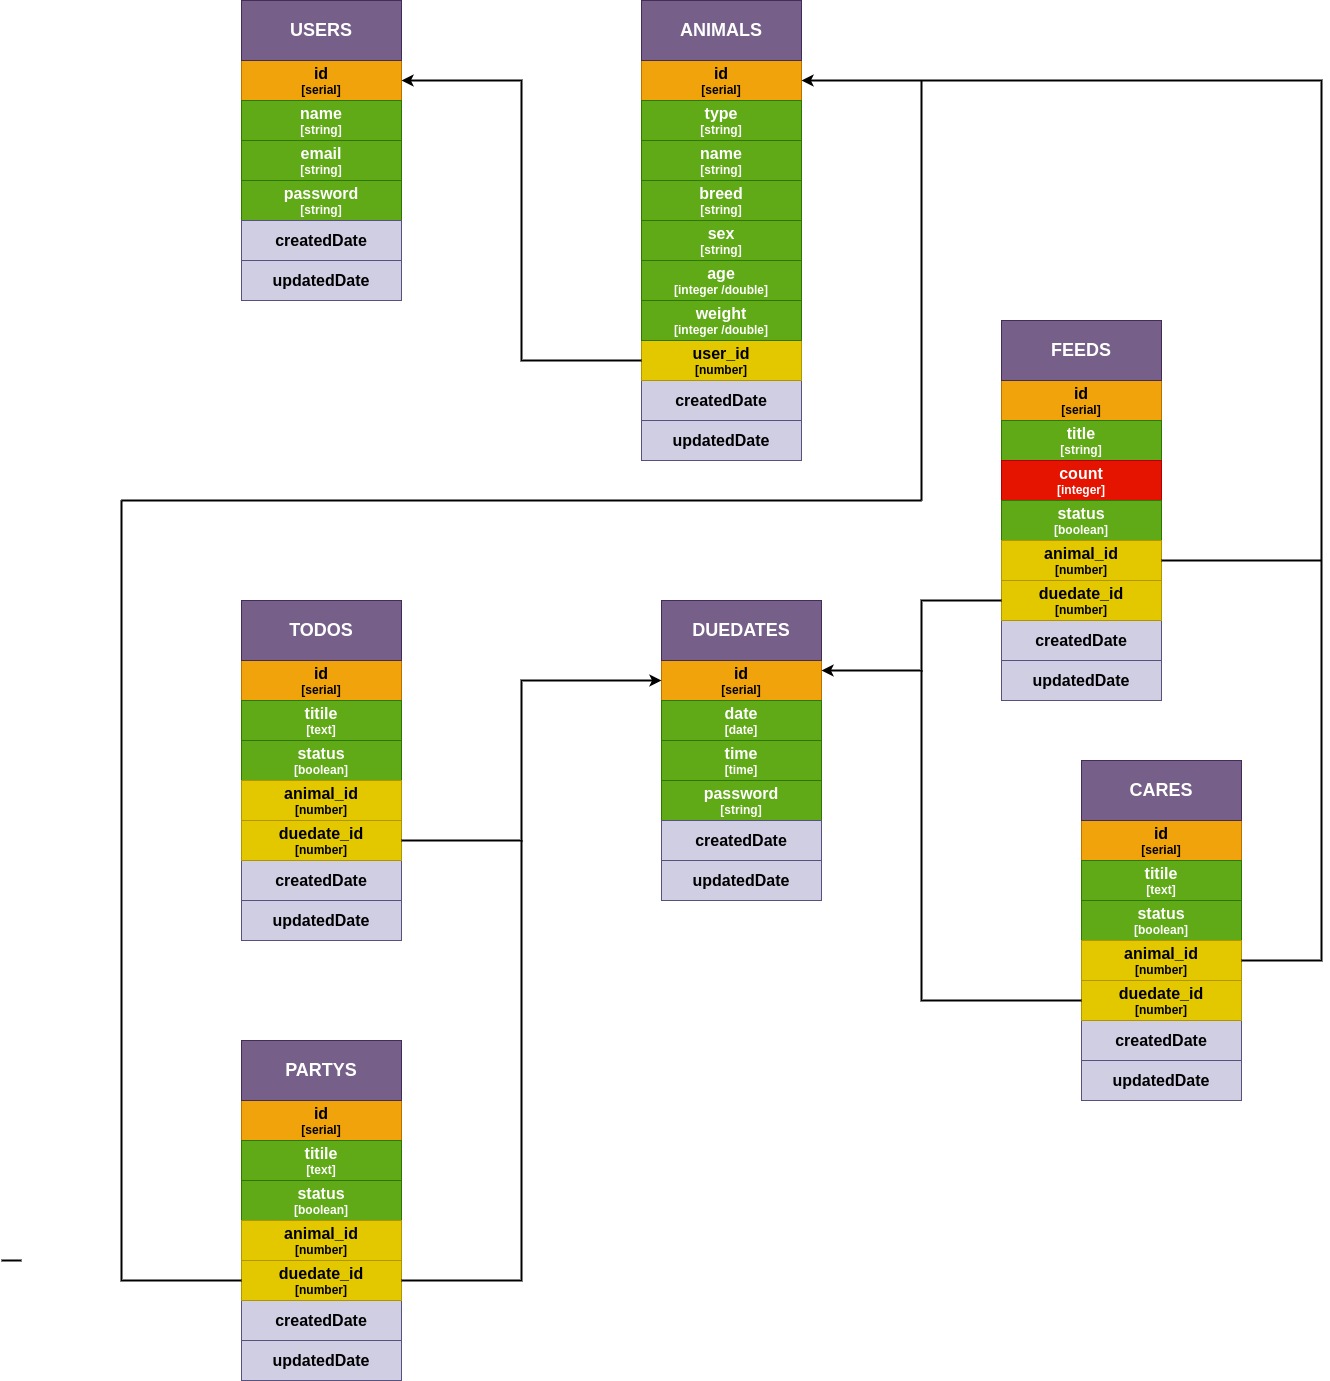 USERS
id
[serial]
name
[string]
email
[string]
password
[string]
createdDate
updatedDate
ANIMALS
id
[serial]
type
[string]
name
[string]
breed
[string]
sex
[string]
age
[integer /double]
weight
[integer /double]
user_id
[number]
createdDate
updatedDate
FEEDS
id
[serial]
title
[string]
count
[integer]
status
[boolean]
animal_id
[number]
duedate_id
[number]
createdDate
updatedDate
TODOS
id
[serial]
titile
[text]
status
[boolean]
animal_id
[number]
duedate_id
[number]
createdDate
updatedDate
DUEDATES
id
[serial]
date
[date]
time
[time]
password
[string]
createdDate
updatedDate
CARES
id
[serial]
titile
[text]
status
[boolean]
animal_id
[number]
duedate_id
[number]
createdDate
updatedDate
PARTYS
id
[serial]
titile
[text]
status
[boolean]
animal_id
[number]
duedate_id
[number]
createdDate
updatedDate